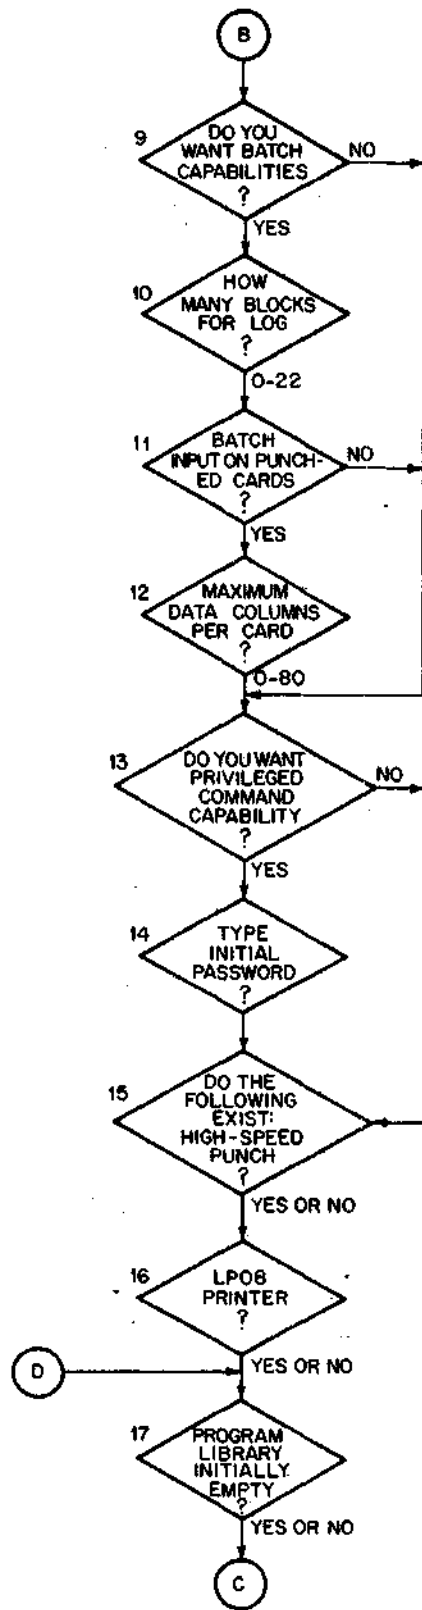 B
9
DO YOU
WANT BATCH
CAPABILITIES
?
NO
YES
10
HOW
MANY BLOCKS
FOR LOG
?
0-22
11
BATCH
INPUT ON PUNCH-
ED CARDS
?
NO
YES
12
MAXIMUM
DATA COLUMNS
PER CARD
?
0-80
13
DO YOU WANT
PRIVILEGED
COMMAND
CAPABILITY
?
NO
YES
14
TYPE
INITIAL
PASSWORD
?
15
DO THE
FOLLOWING
EXIST:
HIGH-SPEED
PUNCH
?
YES OR NO
16
LP08
PRINTER
?
YES OR NO
D
17
PROGRAM
LIBRARY
INITIALLY
EMPTY
?
YES OR NO
C